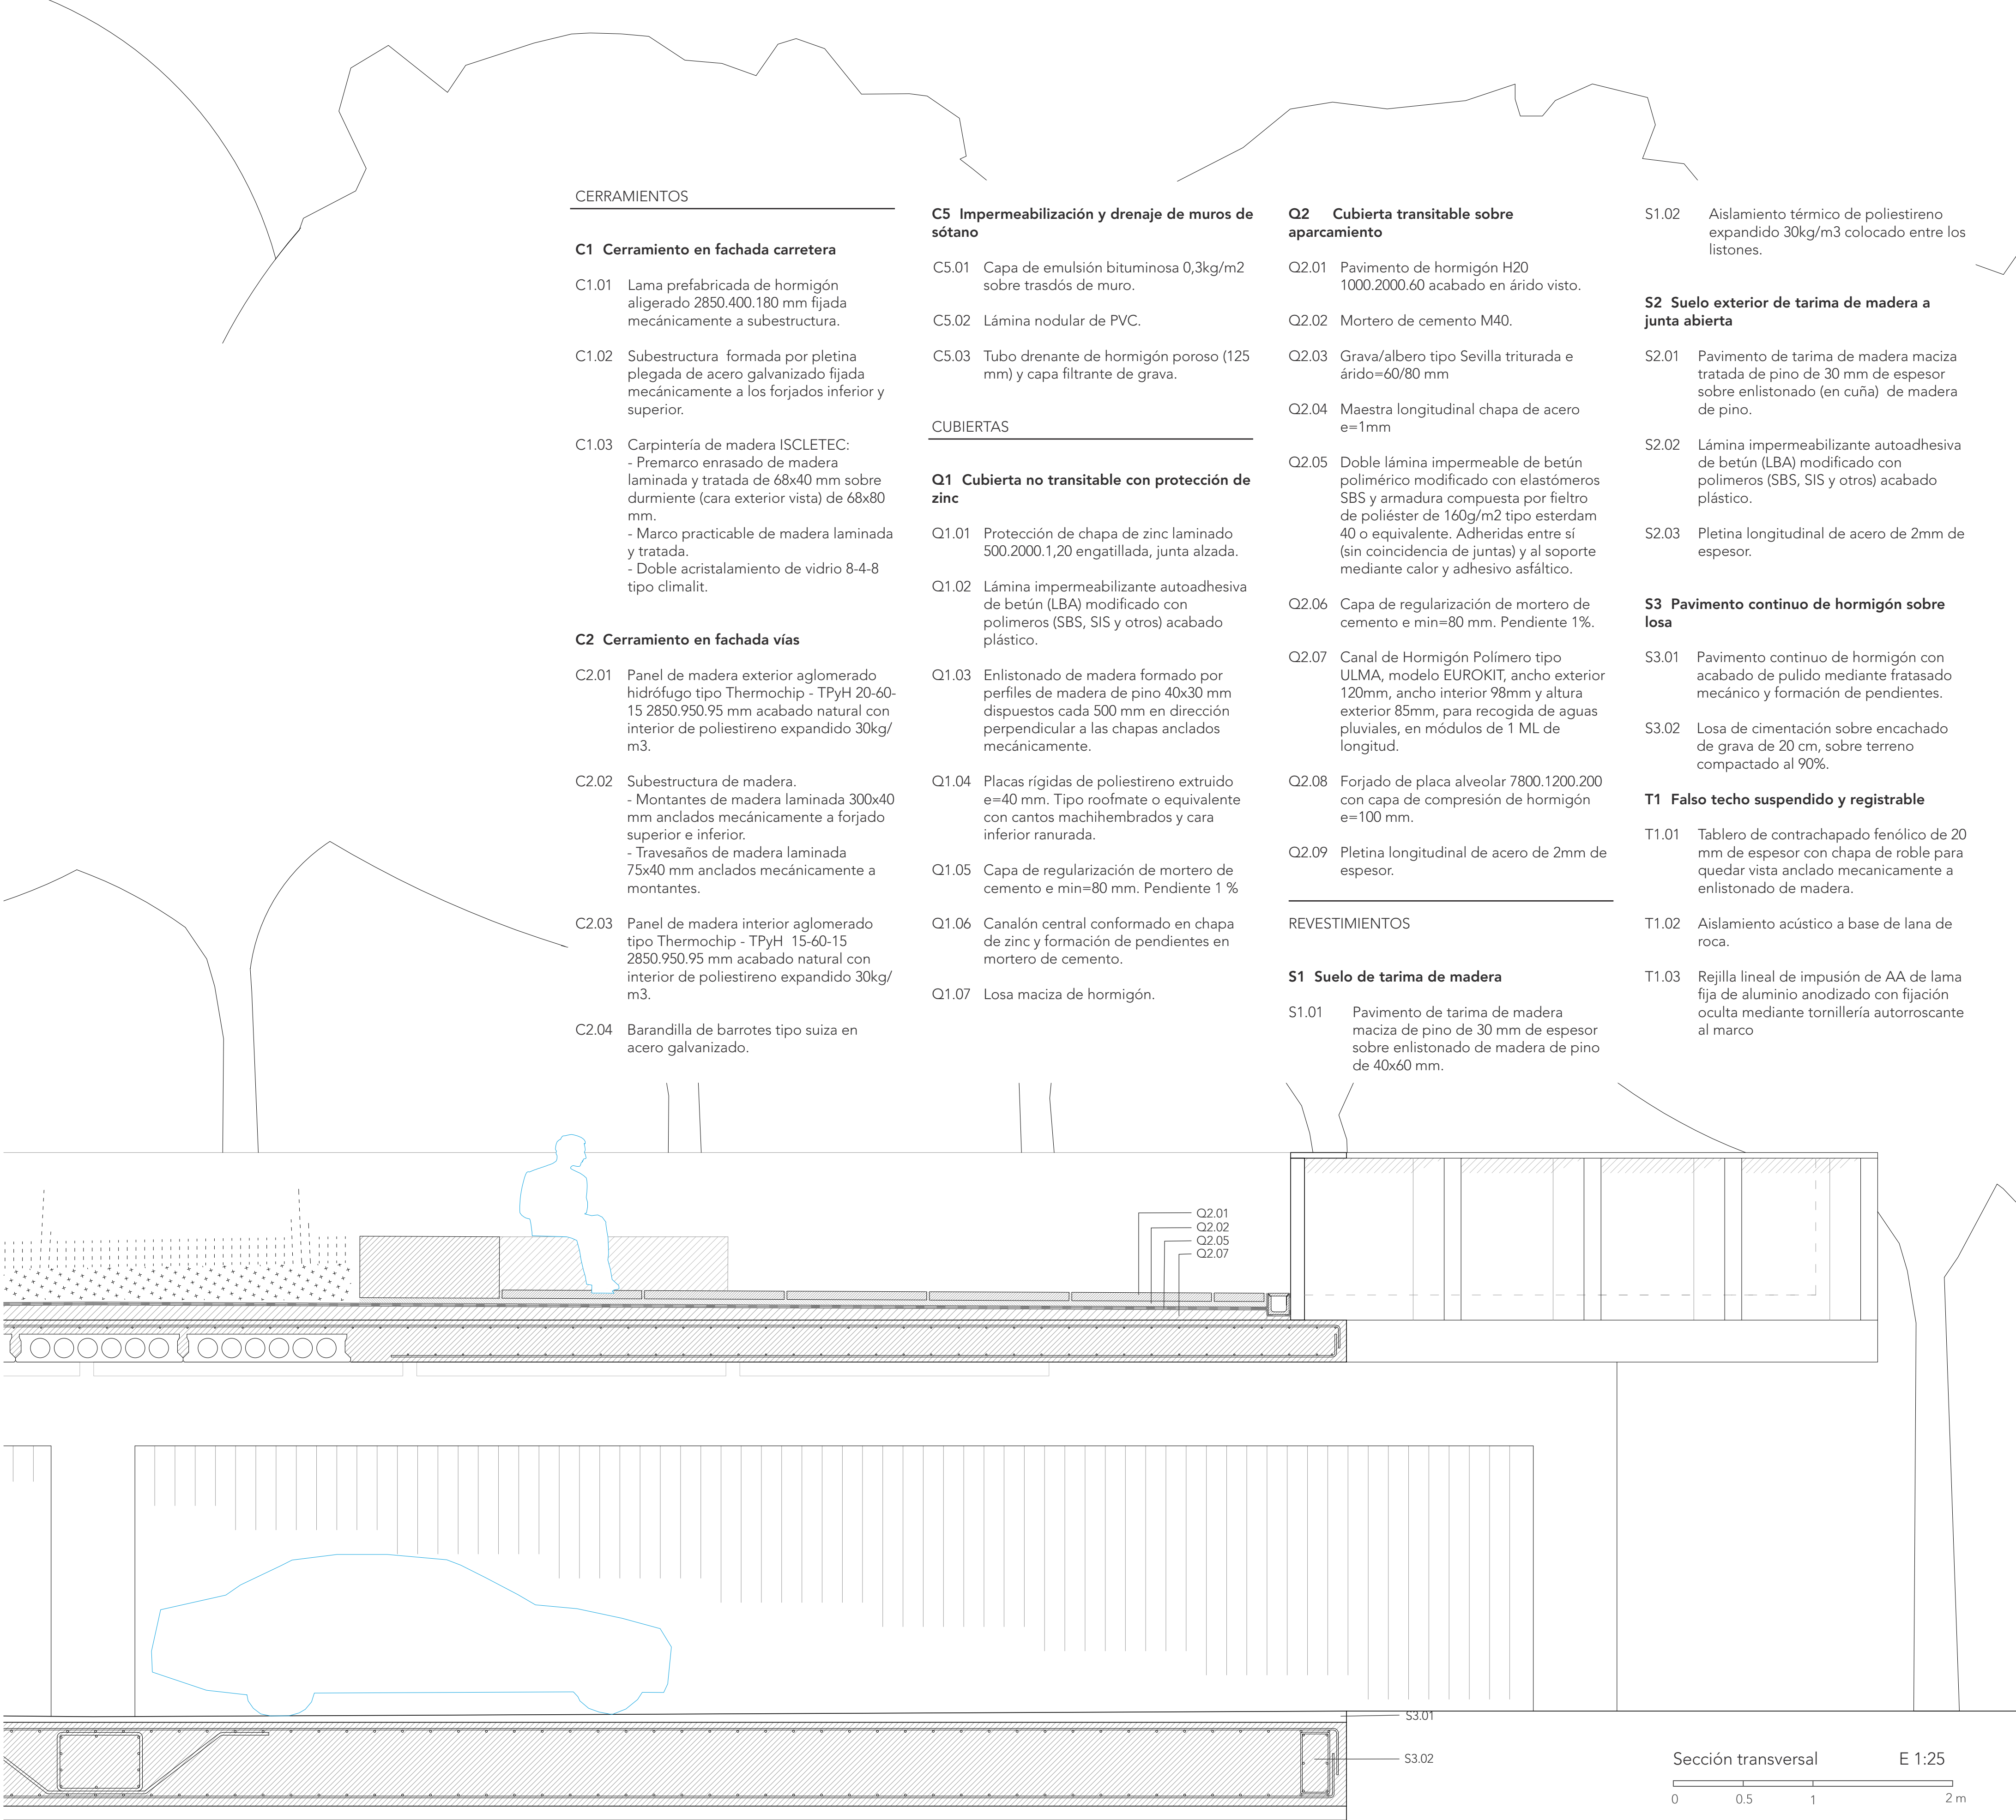 CERRAMIENTOS
C1 Cerramiento en fachada carretera
C1.01 Lama prefabricada de hormigón
aligerado 2850.400.180 mm fijada
mecánicamente a subestructura.
C1.02 Subestructura formada por pletina
plegada de acero galvanizado fijada
mecánicamente a los forjados inferior y
superior.
C1.03 Carpintería de madera ISCLETEC:
- Premarco enrasado de madera
laminada y tratada de 68x40 mm sobre
durmiente (cara exterior vista) de 68x80
mm.
- Marco practicable de madera laminada
y tratada.
- Doble acristalamiento de vidrio 8-4-8
tipo climalit.
C2 Cerramiento en fachada vías
C2.01 Panel de madera exterior aglomerado
hidrófugo tipo Thermochip - TPyH 20-60-
15 2850.950.95 mm acabado natural con
interior de poliestireno expandido 30kg/
m3.
C2.02 Subestructura de madera.
- Montantes de madera laminada 300x40
mm anclados mecánicamente a forjado
superior e inferior.
- Travesaños de madera laminada
75x40 mm anclados mecánicamente a
montantes.
C2.03 Panel de madera interior aglomerado
tipo Thermochip - TPyH 15-60-15
2850.950.95 mm acabado natural con
interior de poliestireno expandido 30kg/
m3.
C2.04 Barandilla de barrotes tipo suiza en
acero galvanizado.
C5 Impermeabilización y drenaje de muros de
sótano
C5.01 Capa de emulsión bituminosa 0,3kg/m2
sobre trasdós de muro.
C5.02 Lámina nodular de PVC.
C5.03 Tubo drenante de hormigón poroso (125
mm) y capa filtrante de grava.
CUBIERTAS
Q1 Cubierta no transitable con protección de
zinc
Q1.01 Protección de chapa de zinc laminado
500.2000.1,20 engatillada, junta alzada.
Q1.02 Lámina impermeabilizante autoadhesiva
de betún (LBA) modificado con
polimeros (SBS, SIS y otros) acabado
plástico.
Q1.03 Enlistonado de madera formado por
perfiles de madera de pino 40x30 mm
dispuestos cada 500 mm en dirección
perpendicular a las chapas anclados
mecánicamente.
Q1.04 Placas rígidas de poliestireno extruido
e=40 mm. Tipo roofmate o equivalente
con cantos machihembrados y cara
inferior ranurada.
Q1.05 Capa de regularización de mortero de
cemento e min=80 mm. Pendiente 1 %
Q1.06 Canalón central conformado en chapa
de zinc y formación de pendientes en
mortero de cemento.
Q1.07 Losa maciza de hormigón.
Q2 Cubierta transitable sobre
aparcamiento
Q2.01 Pavimento de hormigón H20
1000.2000.60 acabado en árido visto.
Q2.02 Mortero de cemento M40.
Q2.03 Grava/albero tipo Sevilla triturada e
árido=60/80 mm
Q2.04 Maestra longitudinal chapa de acero
e=1mm
Q2.05 Doble lámina impermeable de betún
polimérico modificado con elastómeros
SBS y armadura compuesta por fieltro
de poliéster de 160g/m2 tipo esterdam
40 o equivalente. Adheridas entre sí
(sin coincidencia de juntas) y al soporte
mediante calor y adhesivo asfáltico.
Q2.06 Capa de regularización de mortero de
cemento e min=80 mm. Pendiente 1%.
Q2.07 Canal de Hormigón Polímero tipo
ULMA, modelo EUROKIT, ancho exterior
120mm, ancho interior 98mm y altura
exterior 85mm, para recogida de aguas
pluviales, en módulos de 1 ML de
longitud.
Q2.08 Forjado de placa alveolar 7800.1200.200
con capa de compresión de hormigón
e=100 mm.
Q2.09 Pletina longitudinal de acero de 2mm de
espesor.
REVESTIMIENTOS
S1 Suelo de tarima de madera
S1.01 Pavimento de tarima de madera
maciza de pino de 30 mm de espesor
sobre enlistonado de madera de pino
de 40x60 mm.
S1.02 Aislamiento térmico de poliestireno
expandido 30kg/m3 colocado entre los
listones.
S2 Suelo exterior de tarima de madera a
junta abierta
S2.01 Pavimento de tarima de madera maciza
tratada de pino de 30 mm de espesor
sobre enlistonado (en cuña) de madera
de pino.
S2.02 Lámina impermeabilizante autoadhesiva
de betún (LBA) modificado con
polimeros (SBS, SIS y otros) acabado
plástico.
S2.03 Pletina longitudinal de acero de 2mm de
espesor.
S3 Pavimento continuo de hormigón sobre
losa
S3.01 Pavimento continuo de hormigón con
acabado de pulido mediante fratasado
mecánico y formación de pendientes.
S3.02 Losa de cimentación sobre encachado
de grava de 20 cm, sobre terreno
compactado al 90%.
T1 Falso techo suspendido y registrable
T1.01 Tablero de contrachapado fenólico de 20
mm de espesor con chapa de roble para
quedar vista anclado mecanicamente a
enlistonado de madera.
T1.02 Aislamiento acústico a base de lana de
roca.
T1.03 Rejilla lineal de impusión de AA de lama
fija de aluminio anodizado con fijación
oculta mediante tornillería autorroscante
al marco
Q2.01
Q2.02
Q2.05
Q2.07
S3.01
S3.02
Sección transversal E 1:25
0 0.5 1 2 m